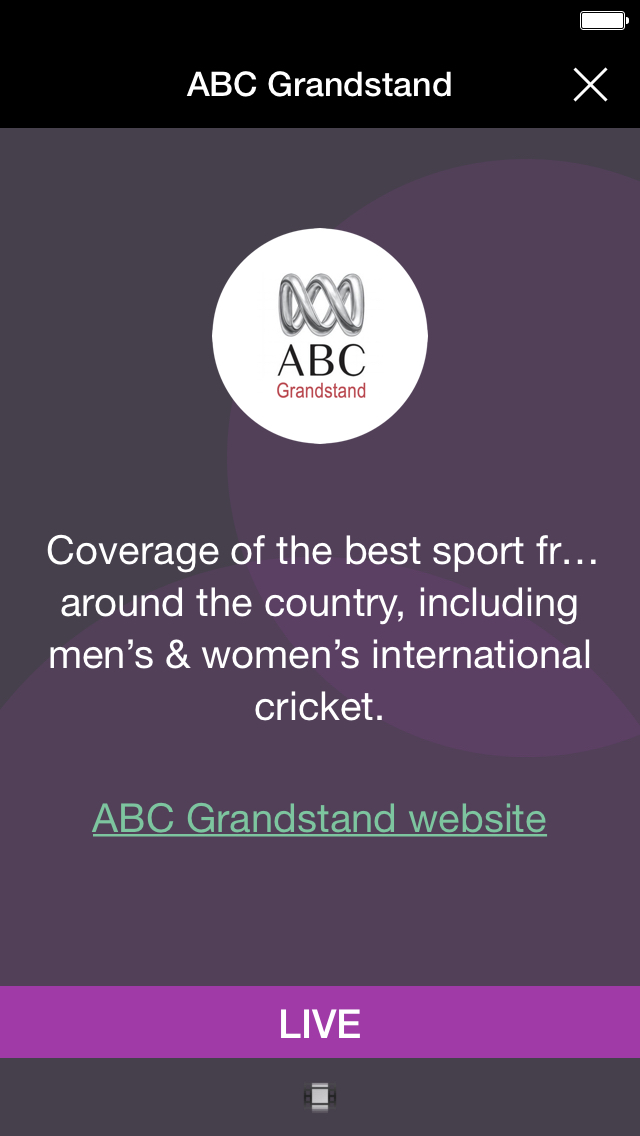 ABC Grandstand
ABC
Grandstand
Coverage of the best sport fr…
around the country, including
men’s & women’s international
cricket.
ABC Grandstand website
LIVE